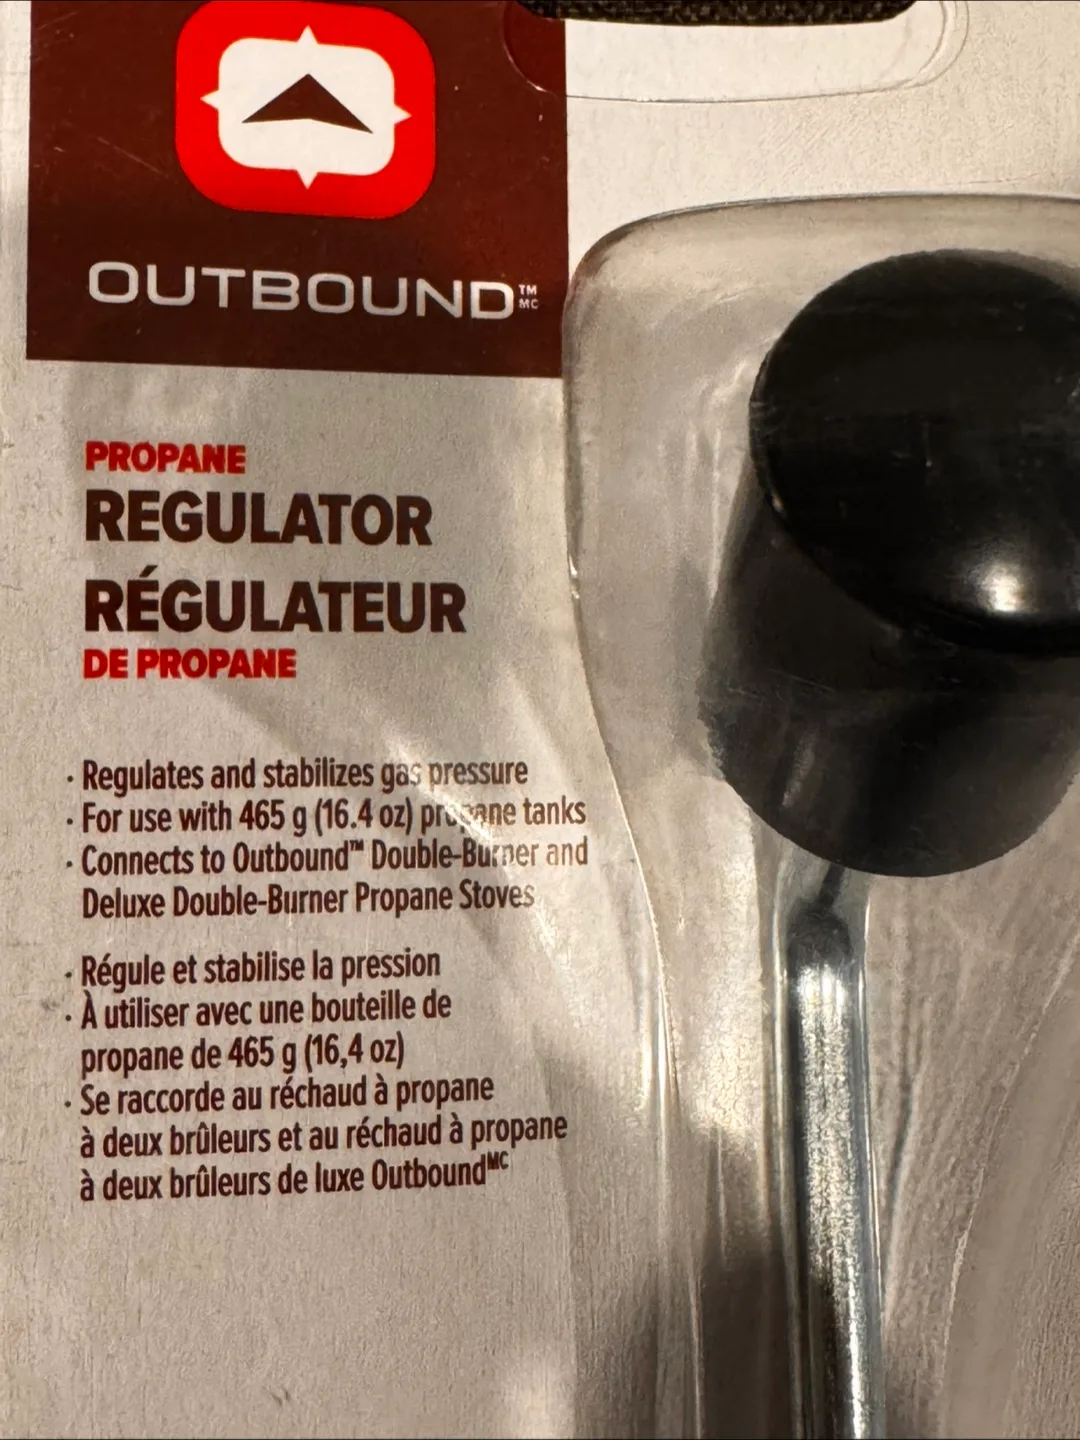 OUTBOUND™ MC
PROPANE
REGULATOR
RÉGULATEUR
DE PROPANE
· Regulates and stabilizes gas pressure
· For use with 465 g (16.4 oz) propane tanks
· Connects to Outbound™ Double-Burner and
Deluxe Double-Burner Propane Stoves
· Régule et stabilise la pression
· À utiliser avec une bouteille de
propane de 465 g (16,4 oz)
· Se raccorde au réchaud à propane
à deux brûleurs et au réchaud à propane
à deux brûleurs de luxe Outbound MC